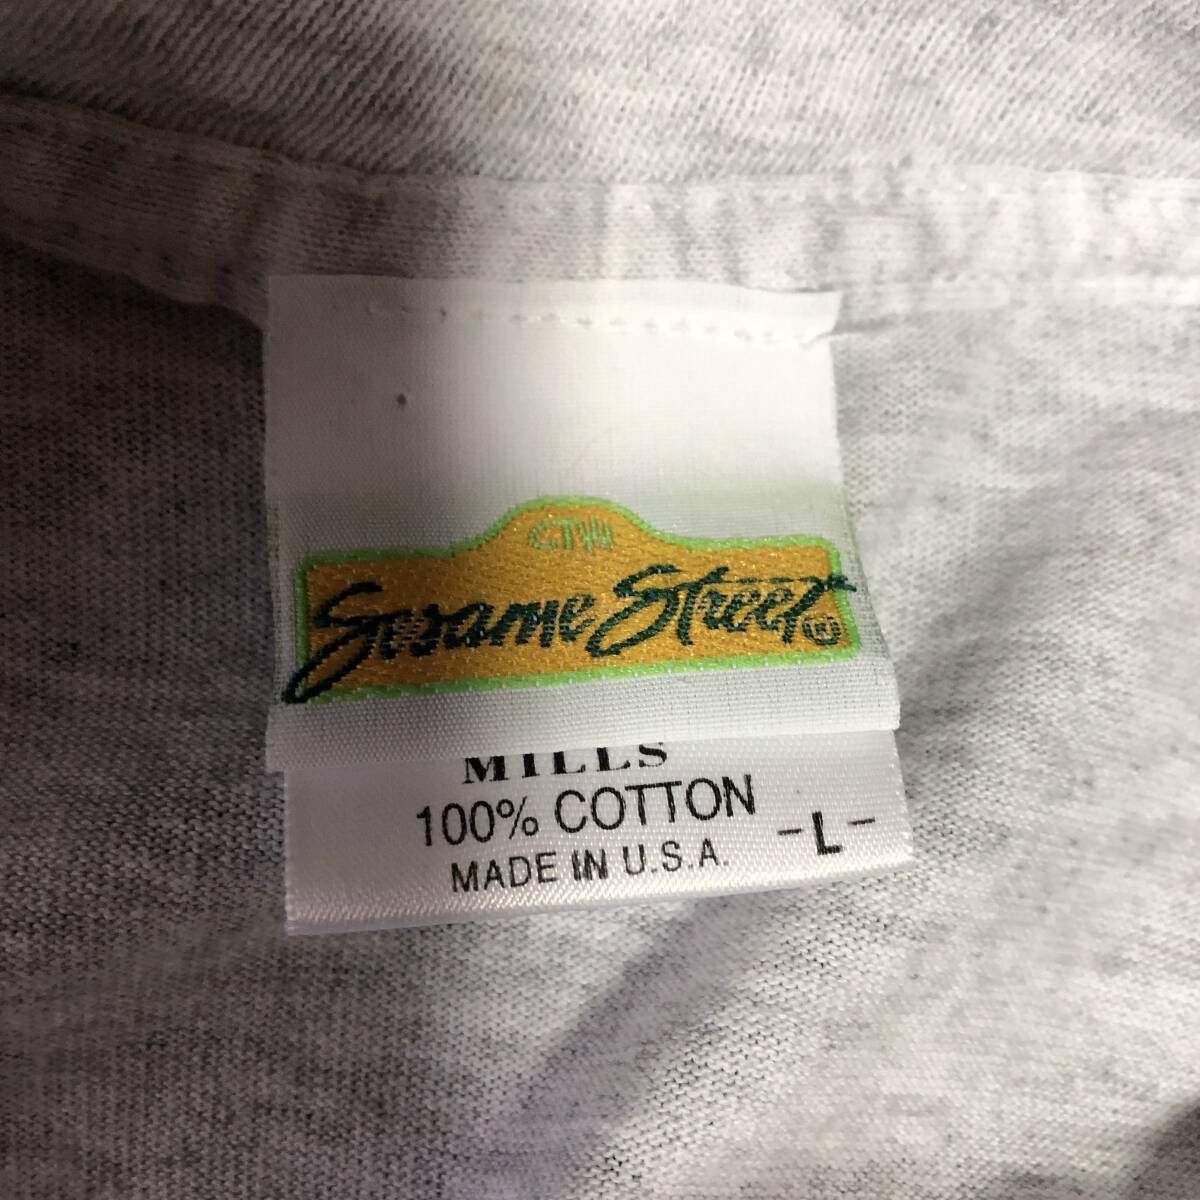 CTW
Sesame Street®
MILLS
100% COTTON
MADE IN U.S.A.
-L-